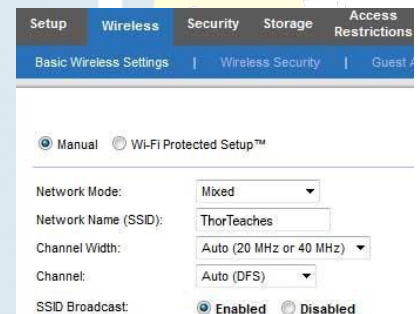 Setup Wireless Security Storage Access Restrictions
Basic Wireless Settings | Wireless Security | Guest A
Manual Wi-Fi Protected Setup™
Network Mode: Mixed
Network Name (SSID): ThorTeaches
Channel Width: Auto (20 MHz or 40 MHz)
Channel: Auto (DFS)
SSID Broadcast: Enabled Disabled